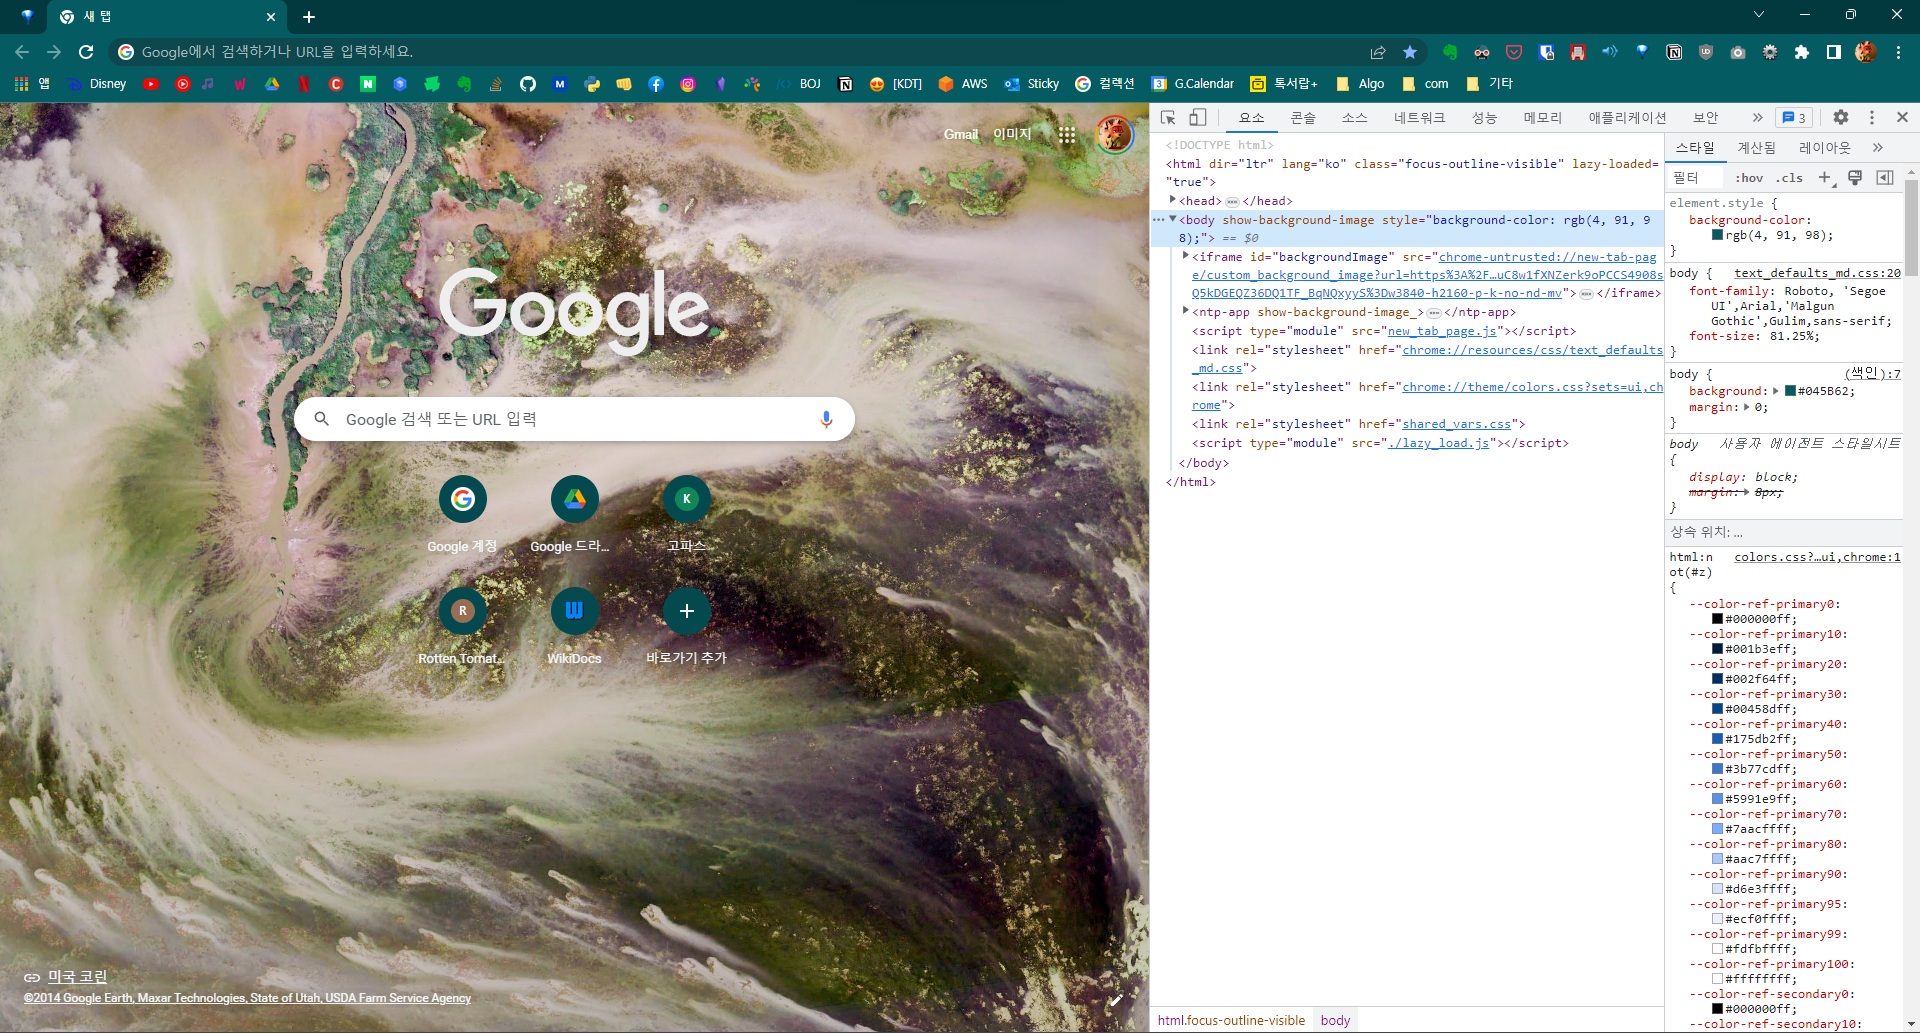 새 탭
Google에서 검색하거나 URL을 입력하세요.
앱 Disney BOJ [KDT] AWS Sticky 컬렉션 G.Calendar 톡서랍+ Algo com 기타
Gmail 이미지
Google
Google 검색 또는 URL 입력
Google 계정 Google 드라... 고파스...
Rotten Tomat... WikiDocs 바로가기 추가
미국 코린
©2014 Google Earth, Maxar Technologies, State of Utah, USDA Farm Service Agency
요소 콘솔 소스 네트워크 성능 메모리 애플리케이션 보안 » 3
<!DOCTYPE html>
<html dir="ltr" lang="ko" class="focus-outline-visible" lazy-loaded=
"true">
<head>…</head>
<body show-background-image style="background-color: rgb(4, 91, 9
8);"> == $0
<iframe id="backgroundImage" src="chrome-untrusted://new-tab-pag
e/custom_background_image?url=https%3A%2F…uC8w1fXNZerk9oPCCS4908s
Q5kDGEQZ36DQ1TF_BqNQxyyS%3Dw3840-h2160-p-k-no-nd-mv">…</iframe>
<ntp-app show-background-image_>…</ntp-app>
<script type="module" src="new_tab_page.js"></script>
<link rel="stylesheet" href="chrome://resources/css/text_defaults
_md.css">
<link rel="stylesheet" href="chrome://theme/colors.css?sets=ui,ch
rome">
<link rel="stylesheet" href="shared_vars.css">
<script type="module" src="./lazy_load.js"></script>
</body>
</html>
html.focus-outline-visible body
스타일 계산됨 레이아웃 »
필터 :hov .cls +
element.style {
background-color:
rgb(4, 91, 98);
}
body { text_defaults_md.css:20
font-family: Roboto, 'Segoe
UI',Arial,'Malgun
Gothic',Gulim,sans-serif;
font-size: 81.25%;
}
body { (색인):7
background: #045B62;
margin: 0;
}
body 사용자 에이전트 스타일시트
{
display: block;
margin: 8px;
}
상속 위치: ...
html:n colors.css?…ui,chrome:1
ot(#z)
{
--color-ref-primary0:
#000000ff;
--color-ref-primary10:
#001b3eff;
--color-ref-primary20:
#002f64ff;
--color-ref-primary30:
#00458dff;
--color-ref-primary40:
#175db2ff;
--color-ref-primary50:
#3b77cdff;
--color-ref-primary60:
#5991e9ff;
--color-ref-primary70:
#7aacffff;
--color-ref-primary80:
#aac7ffff;
--color-ref-primary90:
#d6e3ffff;
--color-ref-primary95:
#ecf0ffff;
--color-ref-primary99:
#fdfbffff;
--color-ref-primary100:
#ffffffff;
--color-ref-secondary0:
#000000ff;
--color-ref-secondary10: